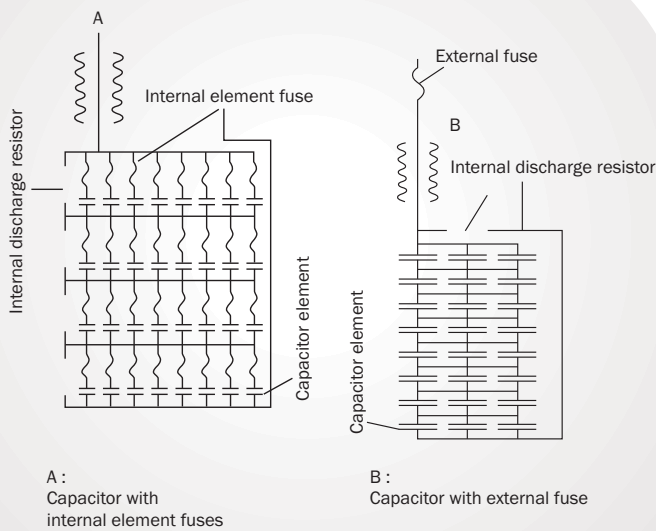 A
Internal element fuse
Internal discharge resistor
Capacitor element
A :
Capacitor with
internal element fuses
External fuse
B
Internal discharge resistor
Capacitor element
B :
Capacitor with external fuse